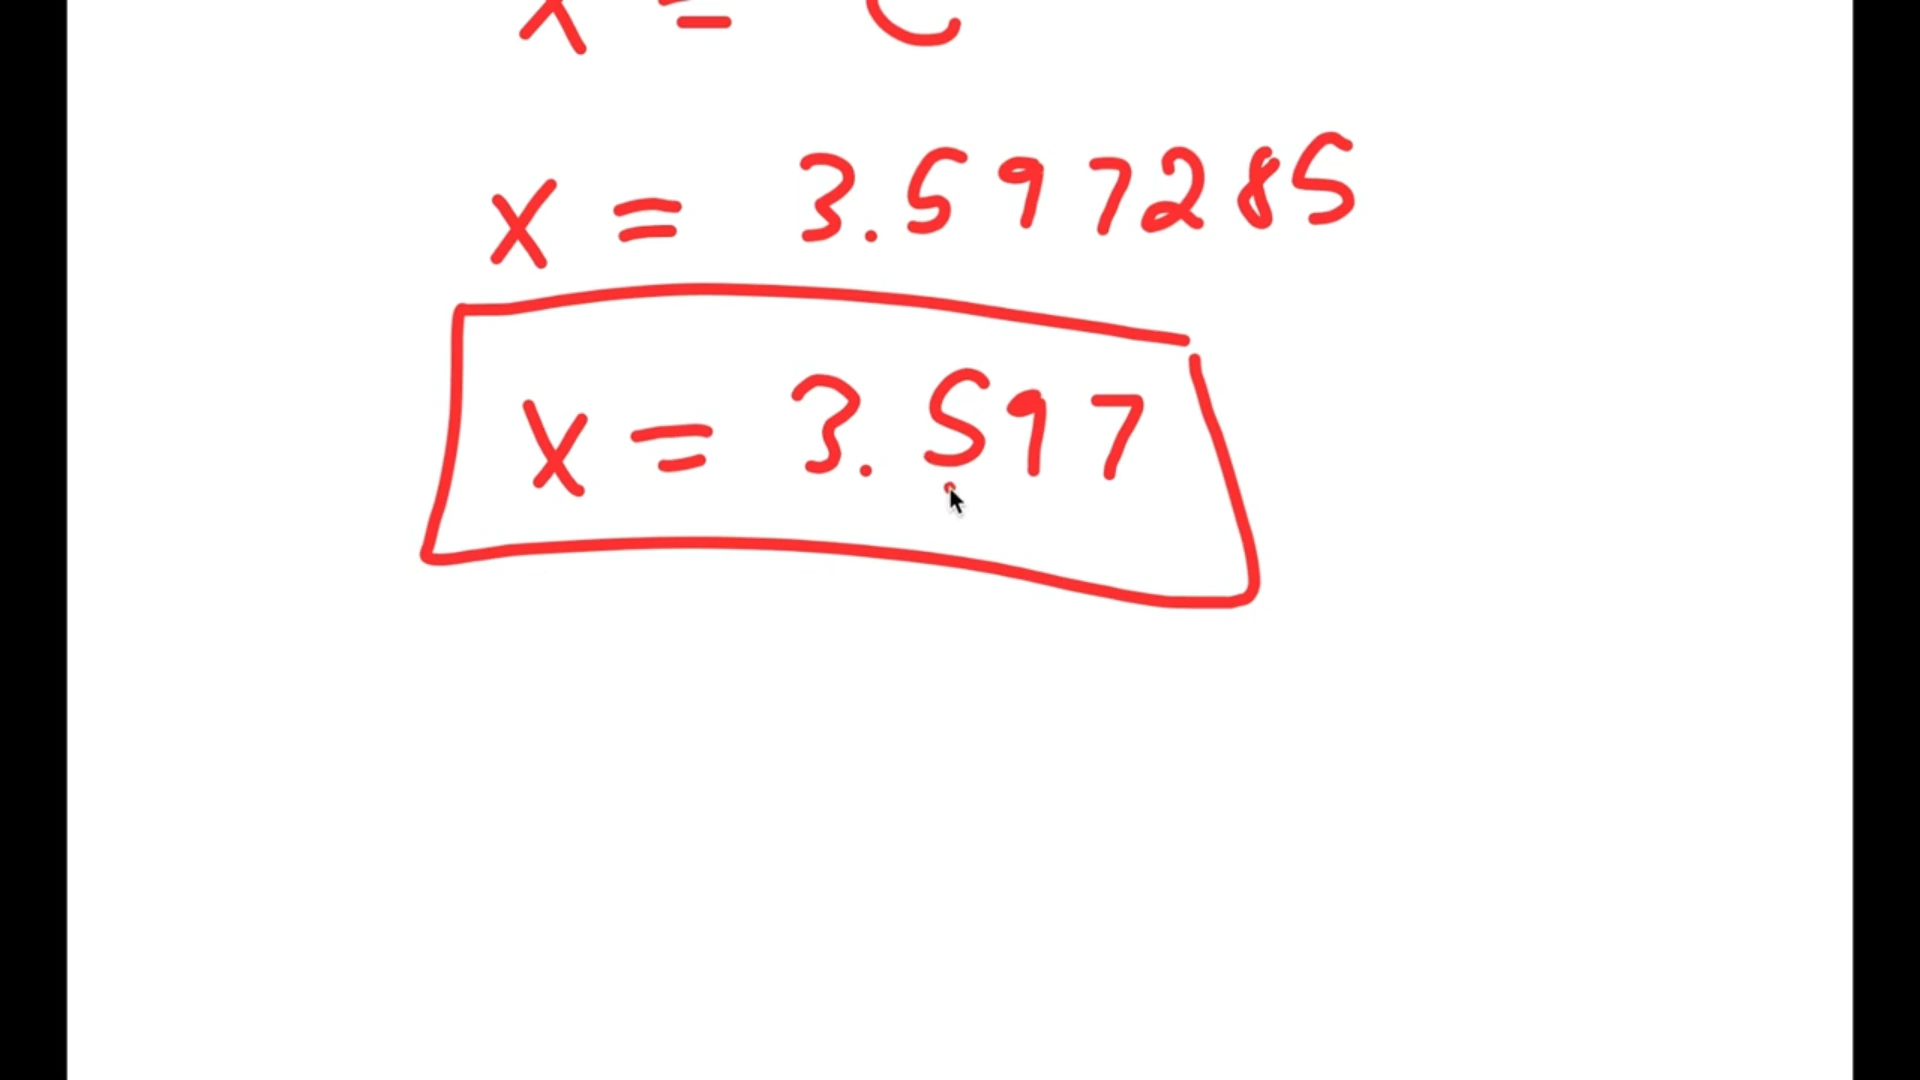 x =
x = 3.597285
x = 3.597